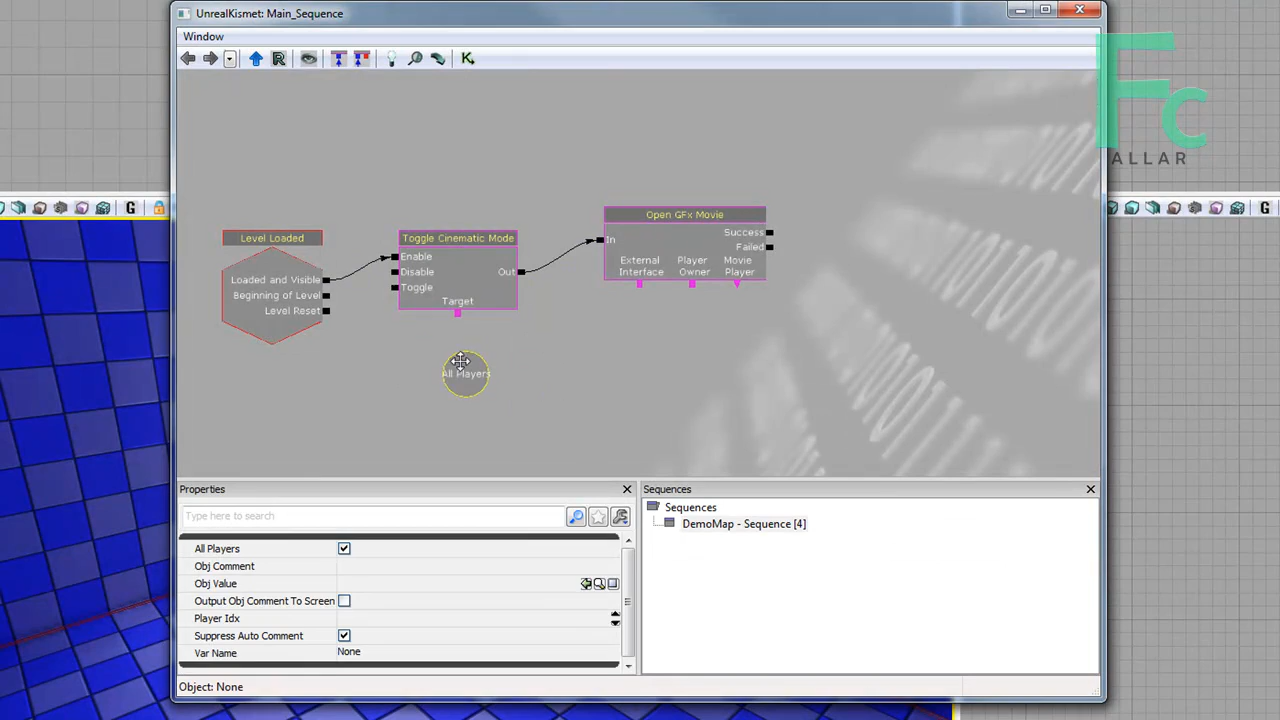 UnrealKismet: Main_Sequence
Window
R
K
Fc
ALLAR
G
G
Level Loaded
Loaded and Visible
Beginning of Level
Level Reset
Toggle Cinematic Mode
Enable
Disable
Toggle
Out
Target
Open GFx Movie
In
Success
Failed
External Interface
Player Owner
Movie Player
All Players
Properties
Type here to search
All Players
Obj Comment
Obj Value
Output Obj Comment To Screen
Player Idx
Suppress Auto Comment
Var Name None
Sequences
Sequences
DemoMap - Sequence [4]
Object: None